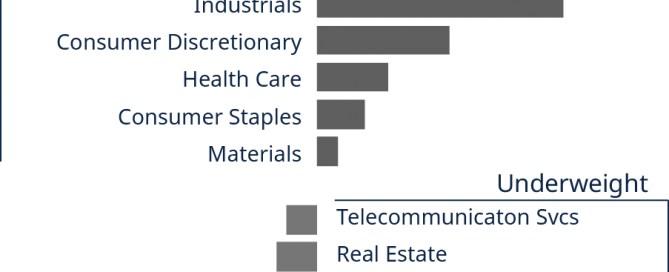 Industrials
Consumer Discretionary
Health Care
Consumer Staples
Materials
Underweight
Telecommunicaton Svcs
Real Estate